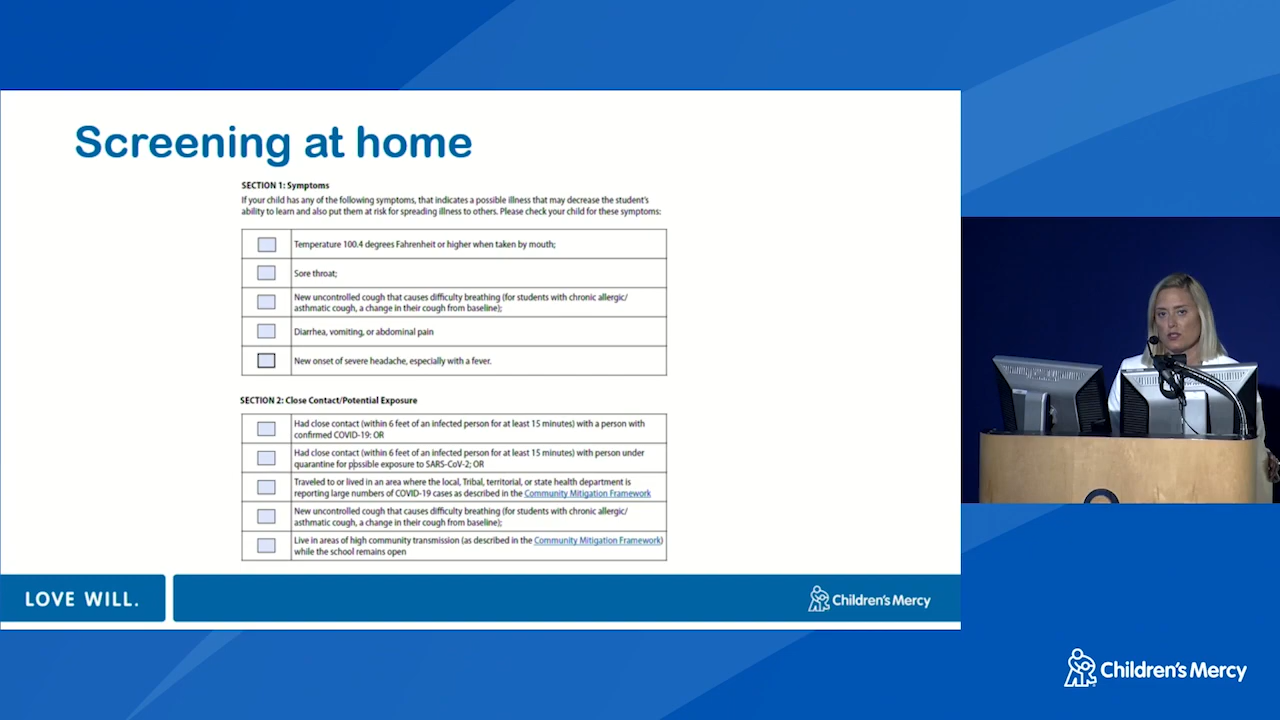 Screening at home
SECTION 1: Symptoms
If your child has any of the following symptoms, that indicates a possible illness that may decrease the student's
ability to learn and also put them at risk for spreading illness to others. Please check your child for these symptoms:
Temperature 100.4 degrees Fahrenheit or higher when taken by mouth;
Sore throat;
New uncontrolled cough that causes difficulty breathing (for students with chronic allergic/
asthmatic cough, a change in their cough from baseline);
Diarrhea, vomiting, or abdominal pain
New onset of severe headache, especially with a fever.
SECTION 2: Close Contact/Potential Exposure
Had close contact (within 6 feet of an infected person for at least 15 minutes) with a person with
confirmed COVID-19: OR
Had close contact (within 6 feet of an infected person for at least 15 minutes) with person under
quarantine for possible exposure to SARS-CoV-2; OR
Traveled to or lived in an area where the local, Tribal, territorial, or state health department is
reporting large numbers of COVID-19 cases as described in the Community Mitigation Framework
New uncontrolled cough that causes difficulty breathing (for students with chronic allergic/
asthmatic cough, a change in their cough from baseline);
Live in areas of high community transmission (as described in the Community Mitigation Framework)
while the school remains open
LOVE WILL.
Children's Mercy
Children's Mercy